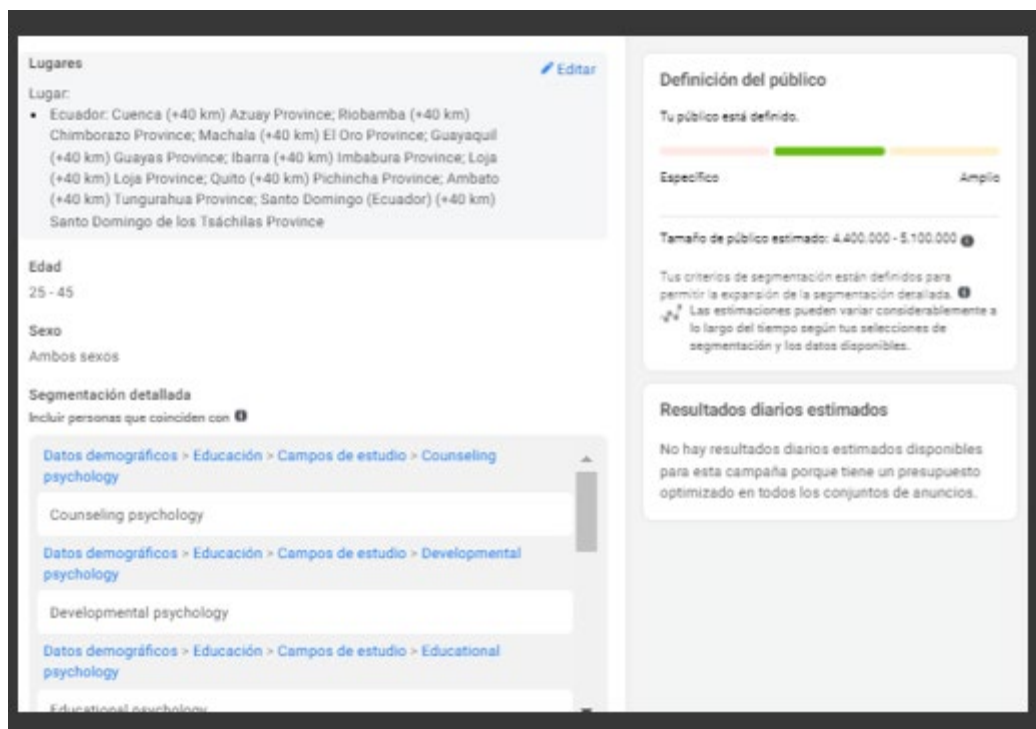 Lugares
Editar
Lugar:
Ecuador: Cuenca (+40 km) Azuay Province; Riobamba (+40 km)
Chimborazo Province; Machala (+40 km) El Oro Province; Guayaquil
(+40 km) Guayas Province; Ibarra (+40 km) Imbabura Province; Loja
(+40 km) Loja Province; Quito (+40 km) Pichincha Province; Ambato
(+40 km) Tungurahua Province; Santo Domingo (Ecuador) (+40 km)
Santo Domingo de los Tsáchilas Province
Edad
25 - 45
Sexo
Ambos sexos
Segmentación detallada
Incluir personas que coinciden con
Datos demográficos > Educación > Campos de estudio > Counseling
psychology
Counseling psychology
Datos demográficos > Educación > Campos de estudio > Developmental
psychology
Developmental psychology
Datos demográficos > Educación > Campos de estudio > Educational
psychology
Educational psychology
Definición del público
Tu público está definido.
Específico
Amplio
Tamaño de público estimado: 4.400.000 - 5.100.000
Tus criterios de segmentación están definidos para
permitir la expansión de la segmentación detallada.
Las estimaciones pueden variar considerablemente a
lo largo del tiempo según tus selecciones de
segmentación y los datos disponibles.
Resultados diarios estimados
No hay resultados diarios estimados disponibles
para esta campaña porque tiene un presupuesto
optimizado en todos los conjuntos de anuncios.